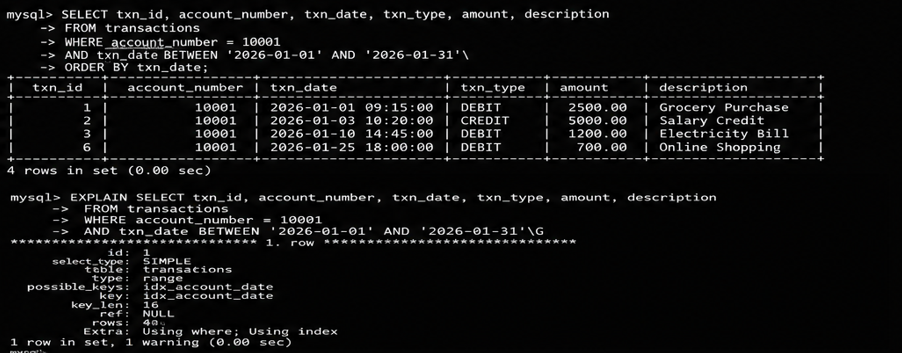 mysql> SELECT txn_id, account_number, txn_date, txn_type, amount, description
-> FROM transactions
-> WHERE account_number = 10001
-> AND txn_date BETWEEN '2026-01-01' AND '2026-01-31'\
-> ORDER BY txn_date;
+----------+----------------+---------------------+----------+---------+------------------+
| txn_id | account_number | txn_date | txn_type | amount | description |
| 1 | 10001 | 2026-01-01 09:15:00 | DEBIT | 2500.00 | Grocery Purchase |
| 2 | 10001 | 2026-01-03 10:20:00 | CREDIT | 5000.00 | Salary Credit |
| 3 | 10001 | 2026-01-10 14:45:00 | DEBIT | 1200.00 | Electricity Bill |
| 6 | 10001 | 2026-01-25 18:00:00 | DEBIT | 700.00 | Online Shopping |
+----------+----------------+---------------------+----------+---------+------------------+
4 rows in set (0.00 sec)
mysql> EXPLAIN SELECT txn_id, account_number, txn_date, txn_type, amount, description
-> FROM transactions
-> WHERE account_number = 10001
-> AND txn_date BETWEEN '2026-01-01' AND '2026-01-31'\G
*************************** 1. row ***************************
id: 1
select_type: SIMPLE
table: transactions
type: range
possible_keys: idx_account_date
key: idx_account_date
key_len: 16
ref: NULL
rows:
Extra: Using where; Using index
1 row in set, 1 warning (0.00 sec)
mysql>